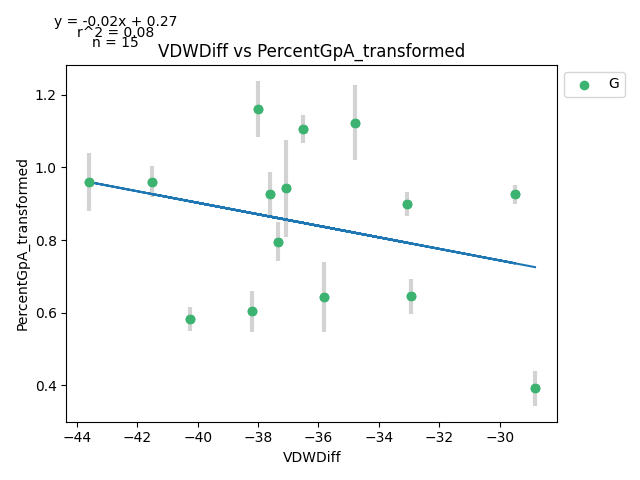 y = -0.02x + 0.27
r^2 = 0.08
n = 15
VDWDiff vs PercentGpA_transformed
G
PercentGpA_transformed
1.2
1.0
0.8
0.6
0.4
−44 −42 −40 −38 −36 −34 −32 −30
VDWDiff